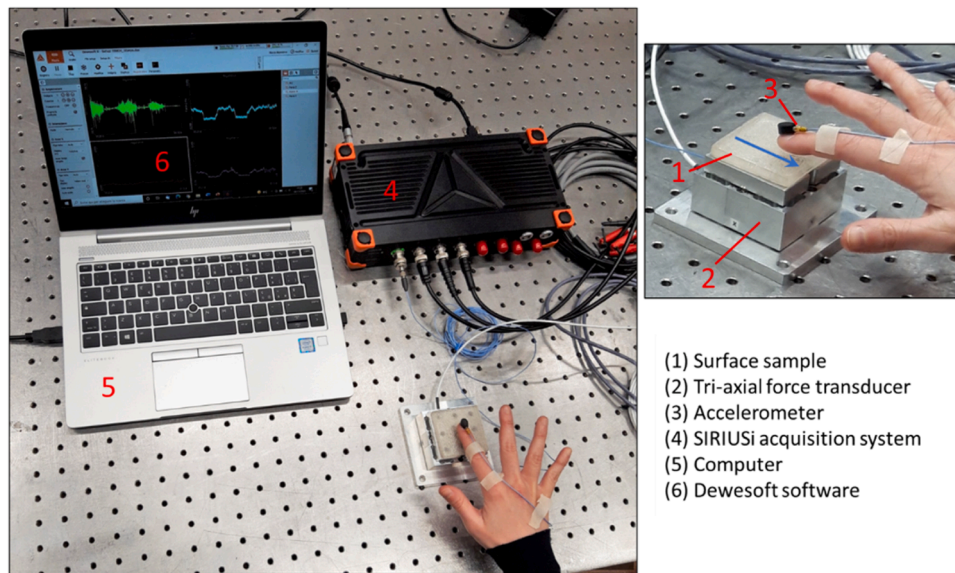 6
4
5
hp
3
1
2
(1) Surface sample
(2) Tri-axial force transducer
(3) Accelerometer
(4) SIRIUSi acquisition system
(5) Computer
(6) Dewesoft software